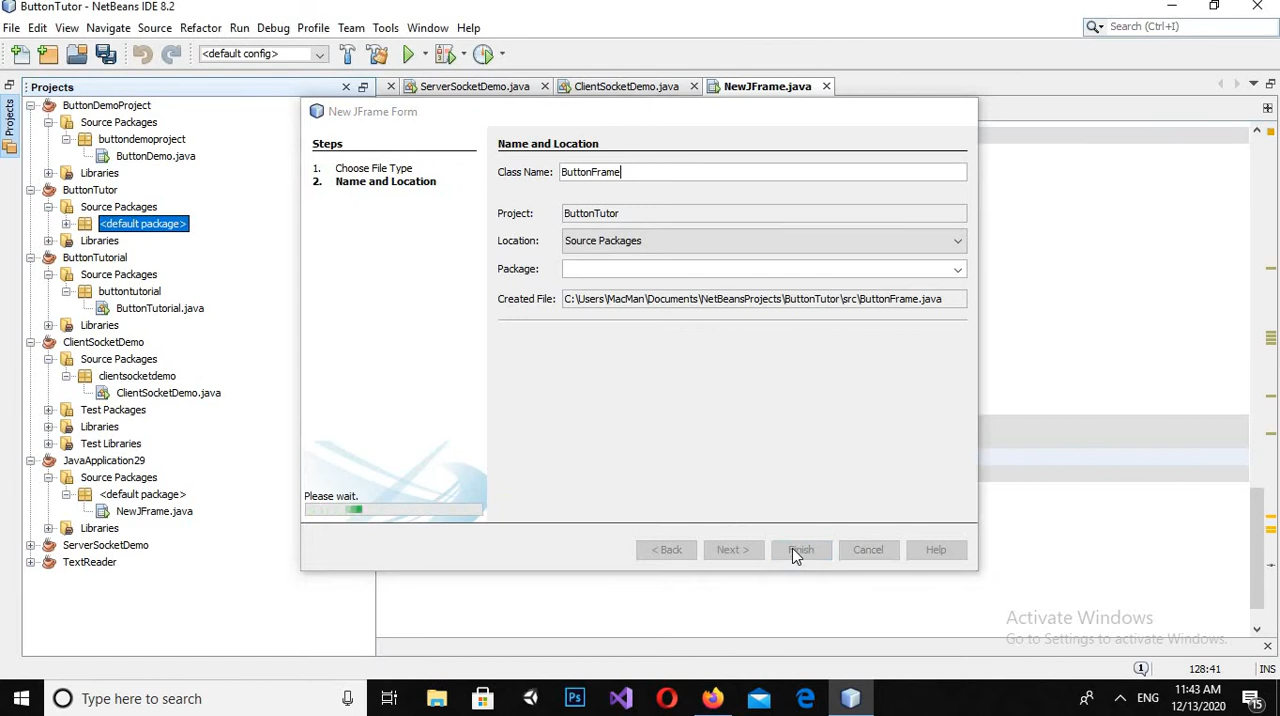 ButtonTutor - NetBeans IDE 8.2
File Edit View Navigate Source Refactor Run Debug Profile Team Tools Window Help
Search (Ctrl+I)
<default config>
Projects
ServerSocketDemo.java
ClientSocketDemo.java
NewJFrame.java
Projects
ButtonDemoProject
Source Packages
buttondemoproject
ButtonDemo.java
Libraries
ButtonTutor
Source Packages
<default package>
Libraries
ButtonTutorial
Source Packages
buttontutorial
ButtonTutorial.java
Libraries
ClientSocketDemo
Source Packages
clientsocketdemo
ClientSocketDemo.java
Test Packages
Libraries
Test Libraries
JavaApplication29
Source Packages
<default package>
NewJFrame.java
Libraries
ServerSocketDemo
TextReader
New JFrame Form
Steps
1. Choose File Type
2. Name and Location
Please wait.
Name and Location
Class Name: ButtonFrame
Project: ButtonTutor
Location: Source Packages
Package:
Created File: C:\Users\MacMan\Documents\NetBeansProjects\ButtonTutor\src\ButtonFrame.java
< Back Next > Finish Cancel Help
Activate Windows
Go to Settings to activate Windows.
1 128:41 INS
Type here to search
Ps
ENG
11:43 AM
12/13/2020
15